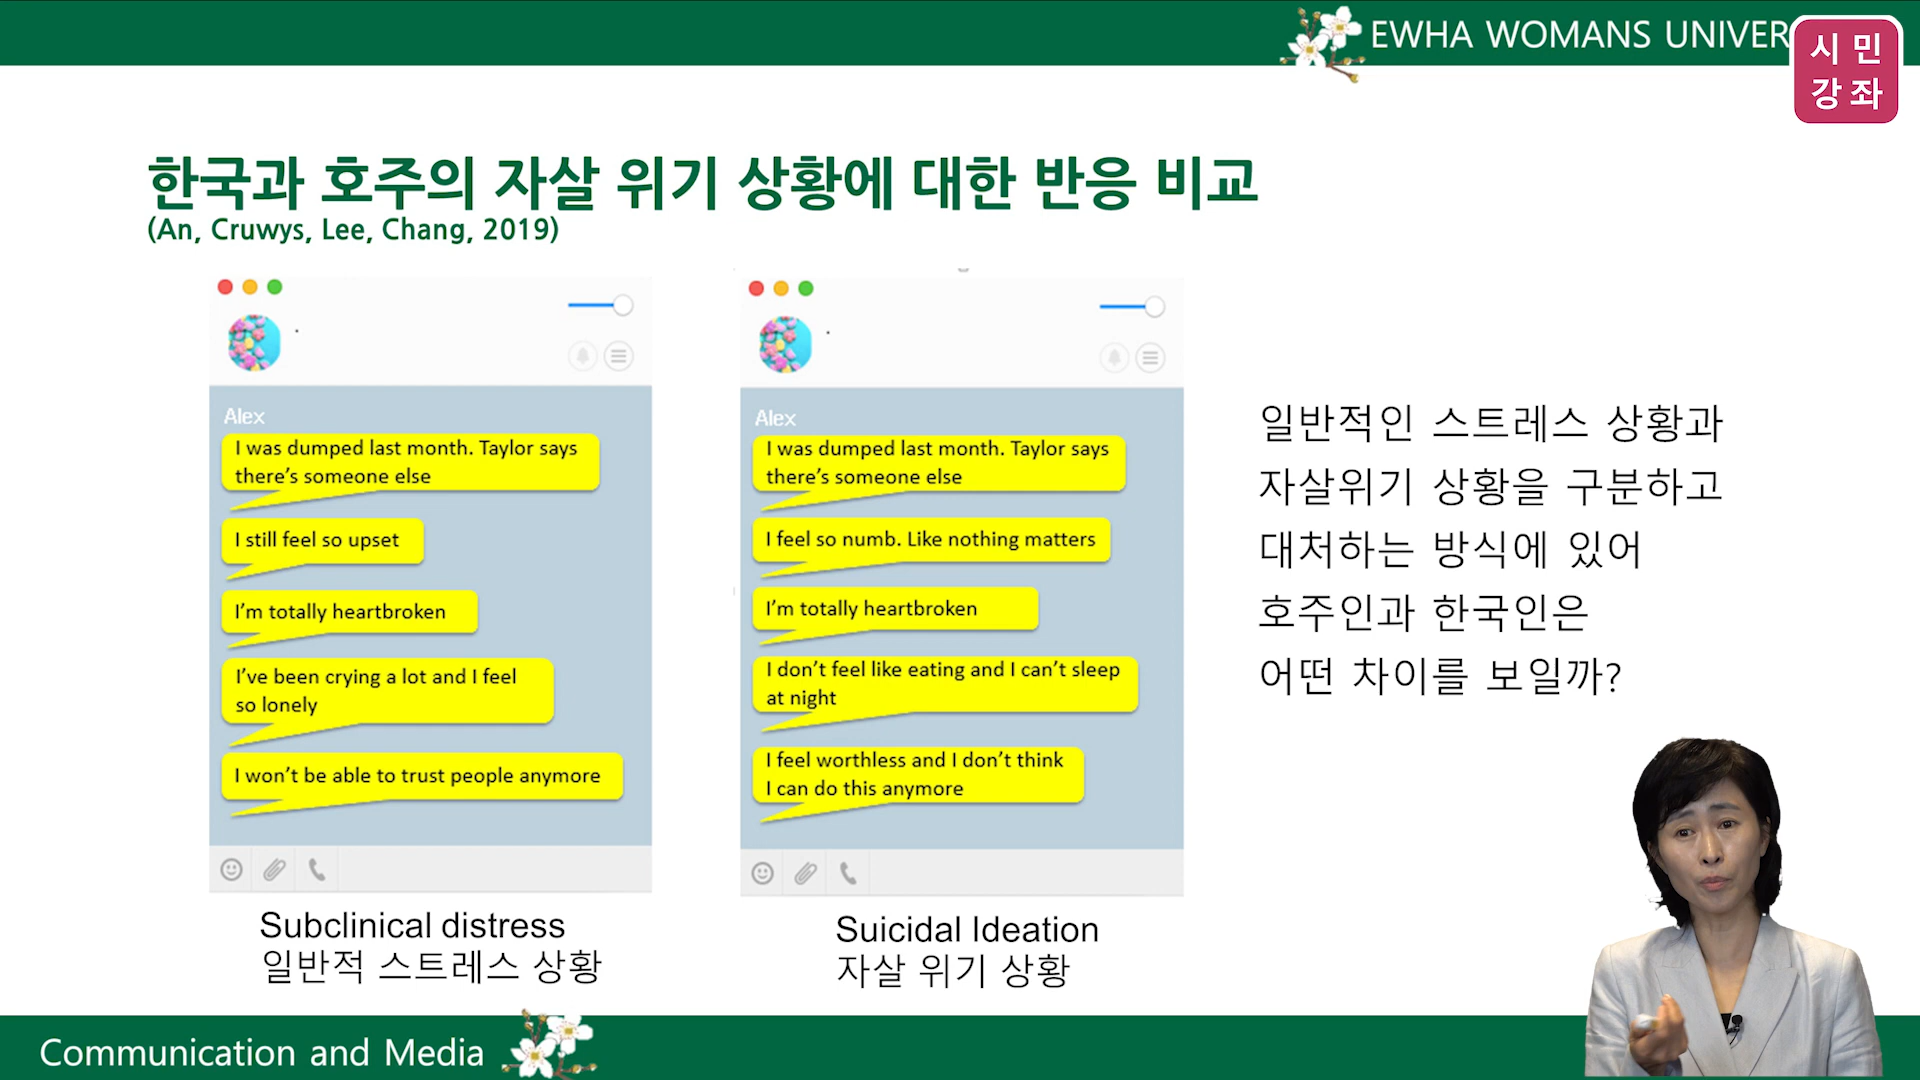 EWHA WOMANS UNIVER
시민
강좌
한국과 호주의 자살 위기 상황에 대한 반응 비교
(An, Cruwys, Lee, Chang, 2019)
Alex
I was dumped last month. Taylor says
there's someone else
I still feel so upset
I'm totally heartbroken
I've been crying a lot and I feel
so lonely
I won't be able to trust people anymore
Subclinical distress
일반적 스트레스 상황
Alex
I was dumped last month. Taylor says
there's someone else
I feel so numb. Like nothing matters
I'm totally heartbroken
I don't feel like eating and I can't sleep
at night
I feel worthless and I don't think
I can do this anymore
Suicidal Ideation
자살 위기 상황
일반적인 스트레스 상황과
자살위기 상황을 구분하고
대처하는 방식에 있어
호주인과 한국인은
어떤 차이를 보일까?
Communication and Media